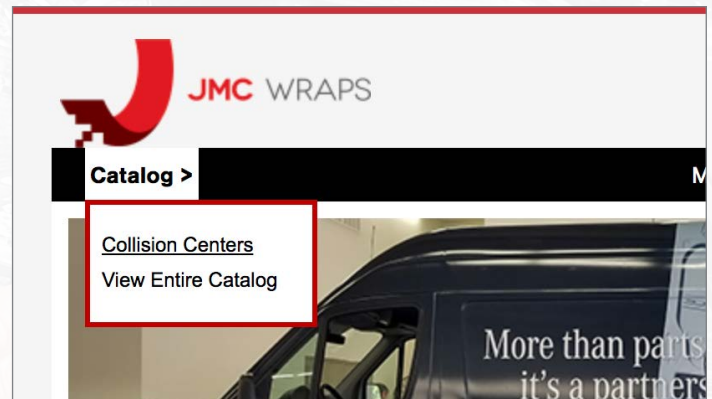 JMC WRAPS
Catalog >
M
Collision Centers
View Entire Catalog
More than parts
it's a partners